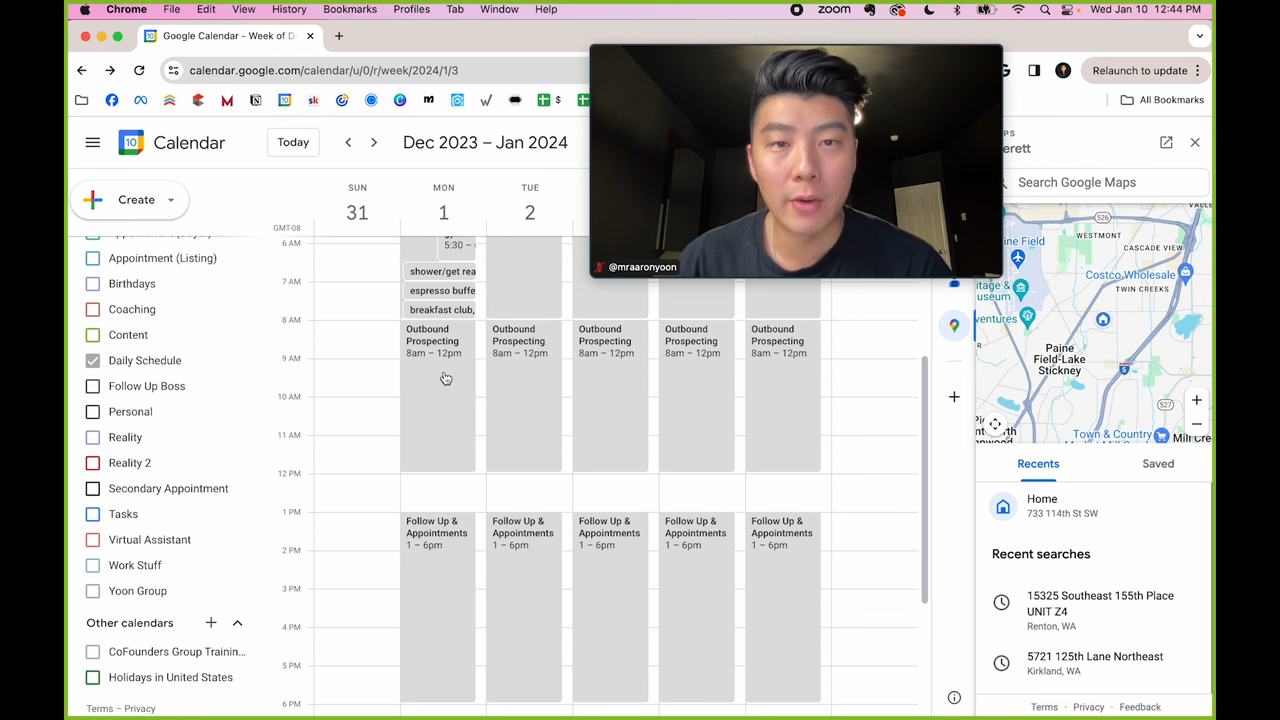 Chrome File Edit View History Bookmarks Profiles Tab Window Help zoom Wed Jan 10 12:44 PM
Google Calendar - Week of D
calendar.google.com/calendar/u/0/r/week/2024/1/3
Relaunch to update
$
All Bookmarks
10 Calendar
Today
Dec 2023 – Jan 2024
Create
SUN MON TUE
31 1 2
GMT-08
6 AM
7 AM
8 AM
9 AM
10 AM
11 AM
12 PM
1 PM
2 PM
3 PM
4 PM
5 PM
6 PM
Appointment (Listing)
Birthdays
Coaching
Content
Daily Schedule
Follow Up Boss
Personal
Reality
Reality 2
Secondary Appointment
Tasks
Virtual Assistant
Work Stuff
Yoon Group
Other calendars
CoFounders Group Trainin...
Holidays in United States
Terms – Privacy
5:30 –
shower/get rea
espresso buffe
breakfast club,
Outbound
Prospecting
8am – 12pm
Outbound
Prospecting
8am – 12pm
Outbound
Prospecting
8am – 12pm
Outbound
Prospecting
8am – 12pm
Outbound
Prospecting
8am – 12pm
Follow Up &
Appointments
1 – 6pm
Follow Up &
Appointments
1 – 6pm
Follow Up &
Appointments
1 – 6pm
Follow Up &
Appointments
1 – 6pm
Follow Up &
Appointments
1 – 6pm
@mraaronyoon
PS
erett
Search Google Maps
526
WESTMONT
CASCADE VIEW
Paine Field
Costco Wholesale
TWIN CREEKS
Paine
Field-Lake
Stickney
5
527
Town & Country
Mill Cre
Recents
Saved
Home
733 114th St SW
Recent searches
15325 Southeast 155th Place
UNIT Z4
Renton, WA
5721 125th Lane Northeast
Kirkland, WA
Terms · Privacy · Feedback